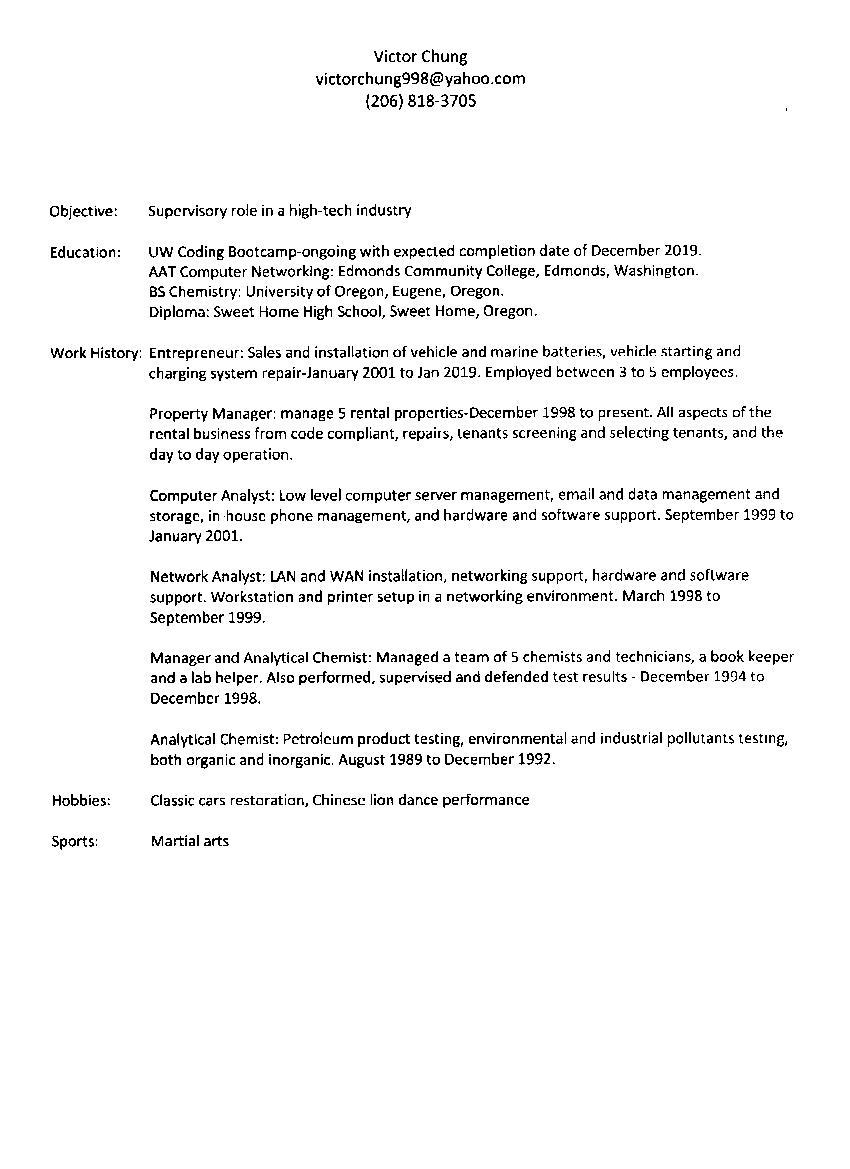 Victor Chung
victorchung998@yahoo.com
(206) 818-3705
Objective: Supervisory role in a high-tech industry
Education: UW Coding Bootcamp-ongoing with expected completion date of December 2019.
AAT Computer Networking: Edmonds Community College, Edmonds, Washington.
BS Chemistry: University of Oregon, Eugene, Oregon.
Diploma: Sweet Home High School, Sweet Home, Oregon.
Work History: Entrepreneur: Sales and installation of vehicle and marine batteries, vehicle starting and
charging system repair-January 2001 to Jan 2019. Employed between 3 to 5 employees.
Property Manager: manage 5 rental properties-December 1998 to present. All aspects of the
rental business from code compliant, repairs, tenants screening and selecting tenants, and the
day to day operation.
Computer Analyst: Low level computer server management, email and data management and
storage, in-house phone management, and hardware and software support. September 1999 to
January 2001.
Network Analyst: LAN and WAN installation, networking support, hardware and software
support. Workstation and printer setup in a networking environment. March 1998 to
September 1999.
Manager and Analytical Chemist: Managed a team of 5 chemists and technicians, a book keeper
and a lab helper. Also performed, supervised and defended test results - December 1994 to
December 1998.
Analytical Chemist: Petroleum product testing, environmental and industrial pollutants testing,
both organic and inorganic. August 1989 to December 1992.
Hobbies: Classic cars restoration, Chinese lion dance performance
Sports: Martial arts